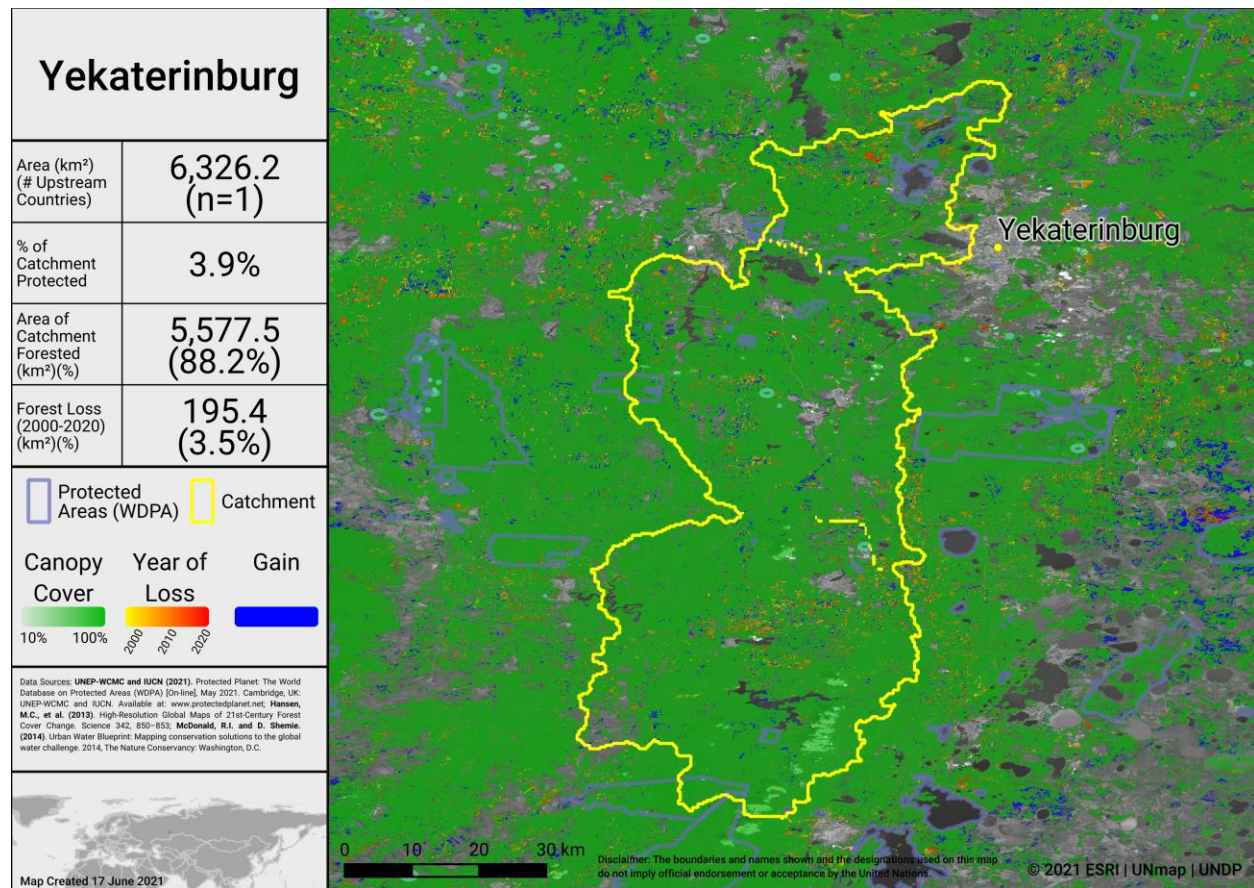 Yekaterinburg
Area (km²)
(# Upstream
Countries)
6,326.2
(n=1)
% of
Catchment
Protected
3.9%
Area of
Catchment
Forested
(km²)(%)
5,577.5
(88.2%)
Forest Loss
(2000-2020)
(km²)(%)
195.4
(3.5%)
Protected
Areas (WDPA)
Catchment
Canopy
Cover
10% 100%
Year of
Loss
2000 2010 2020
Gain
Data Sources: UNEP-WCMC and IUCN (2021). Protected Planet: The World
Database on Protected Areas (WDPA) [On-line], May 2021. Cambridge, UK:
UNEP-WCMC and IUCN. Available at: www.protectedplanet.net; Hansen,
M.C., et al. (2013). High-Resolution Global Maps of 21st-Century Forest
Cover Change. Science 342, 850–853; McDonald, R.I. and D. Shemie.
(2014). Urban Water Blueprint: Mapping conservation solutions to the global
water challenge. 2014, The Nature Conservancy: Washington, D.C.
Map Created 17 June 2021
Yekaterinburg
0 10 20 30 km
Disclaimer: The boundaries and names shown and the designations used on this map
do not imply official endorsement or acceptance by the United Nations.
© 2021 ESRI | UNmap | UNDP